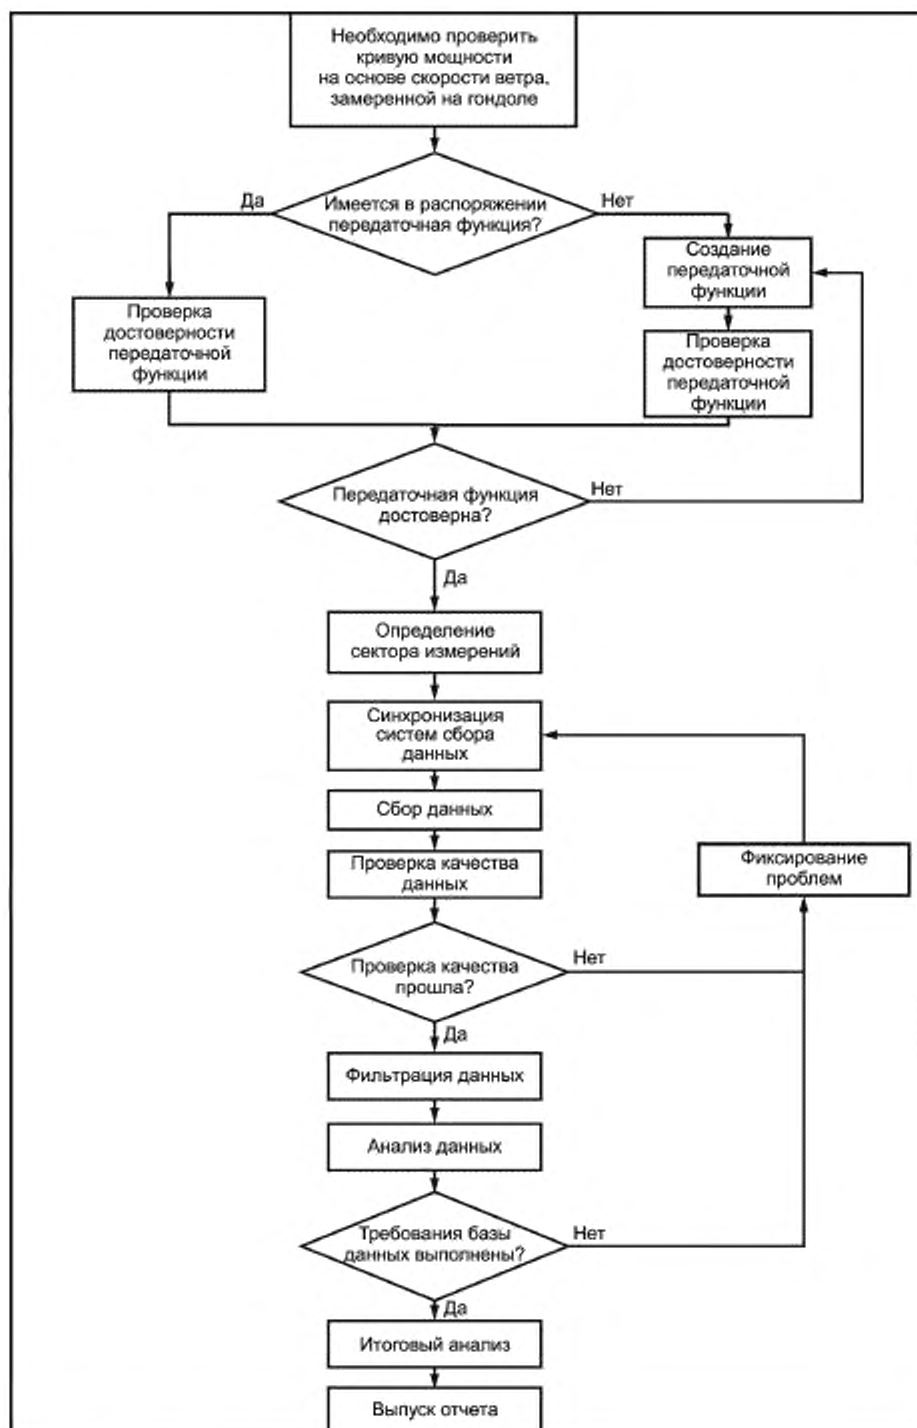 Необходимо проверить
кривую мощности
на основе скорости ветра,
замеренной на гондоле
Да
Имеется в распоряжении
передаточная функция?
Нет
Создание
передаточной
функции
Проверка
достоверности
передаточной
функции
Проверка
достоверности
передаточной
функции
Передаточная функция
достоверна?
Нет
Да
Определение
сектора измерений
Синхронизация
систем сбора
данных
Сбор данных
Проверка качества
данных
Фиксирование
проблем
Проверка качества
прошла?
Нет
Да
Фильтрация данных
Анализ данных
Требования базы
данных выполнены?
Нет
Да
Итоговый анализ
Выпуск отчета